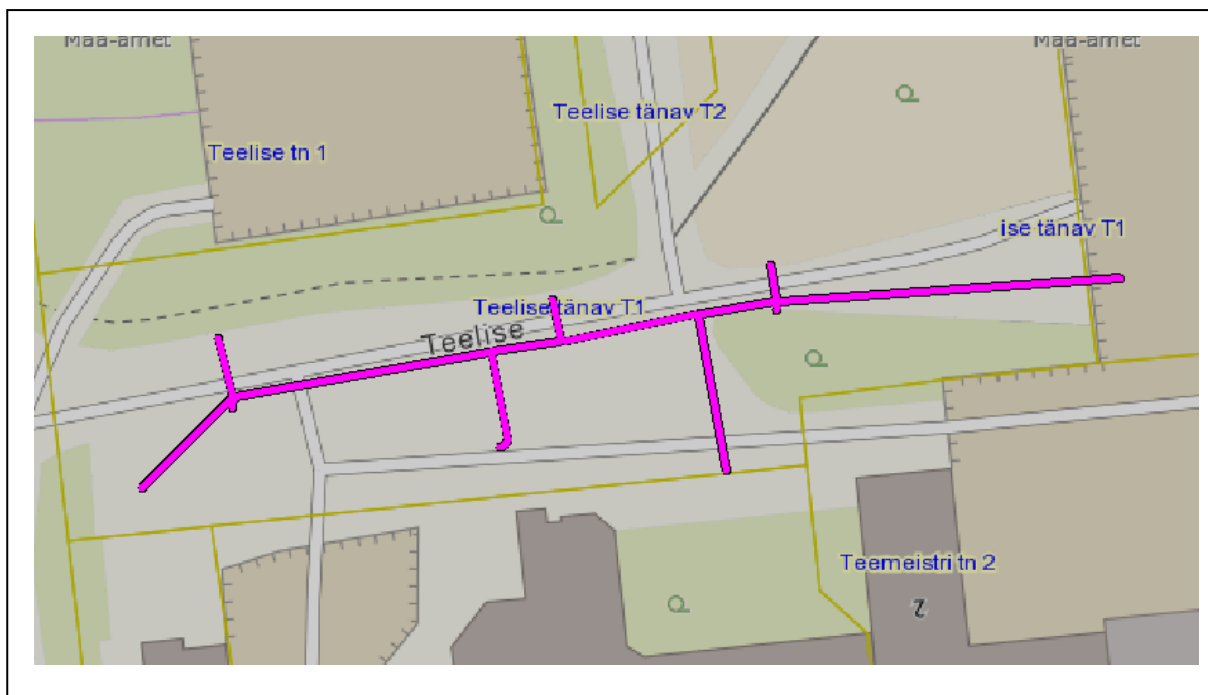 Maa-amet
Maa-amet
Teelise tänav T2
Teelise tn 1
ise tänav T1
Teelise tänav T1
Teelise
Teemeistri tn 2
2